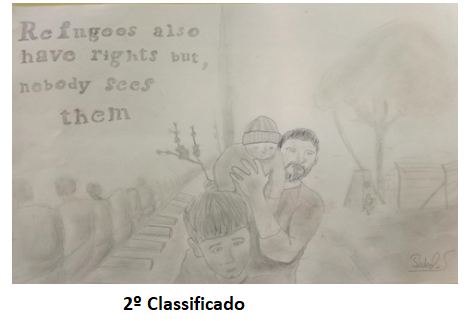 Refugees also
have rights but,
nobody sees
them
2º Classificado